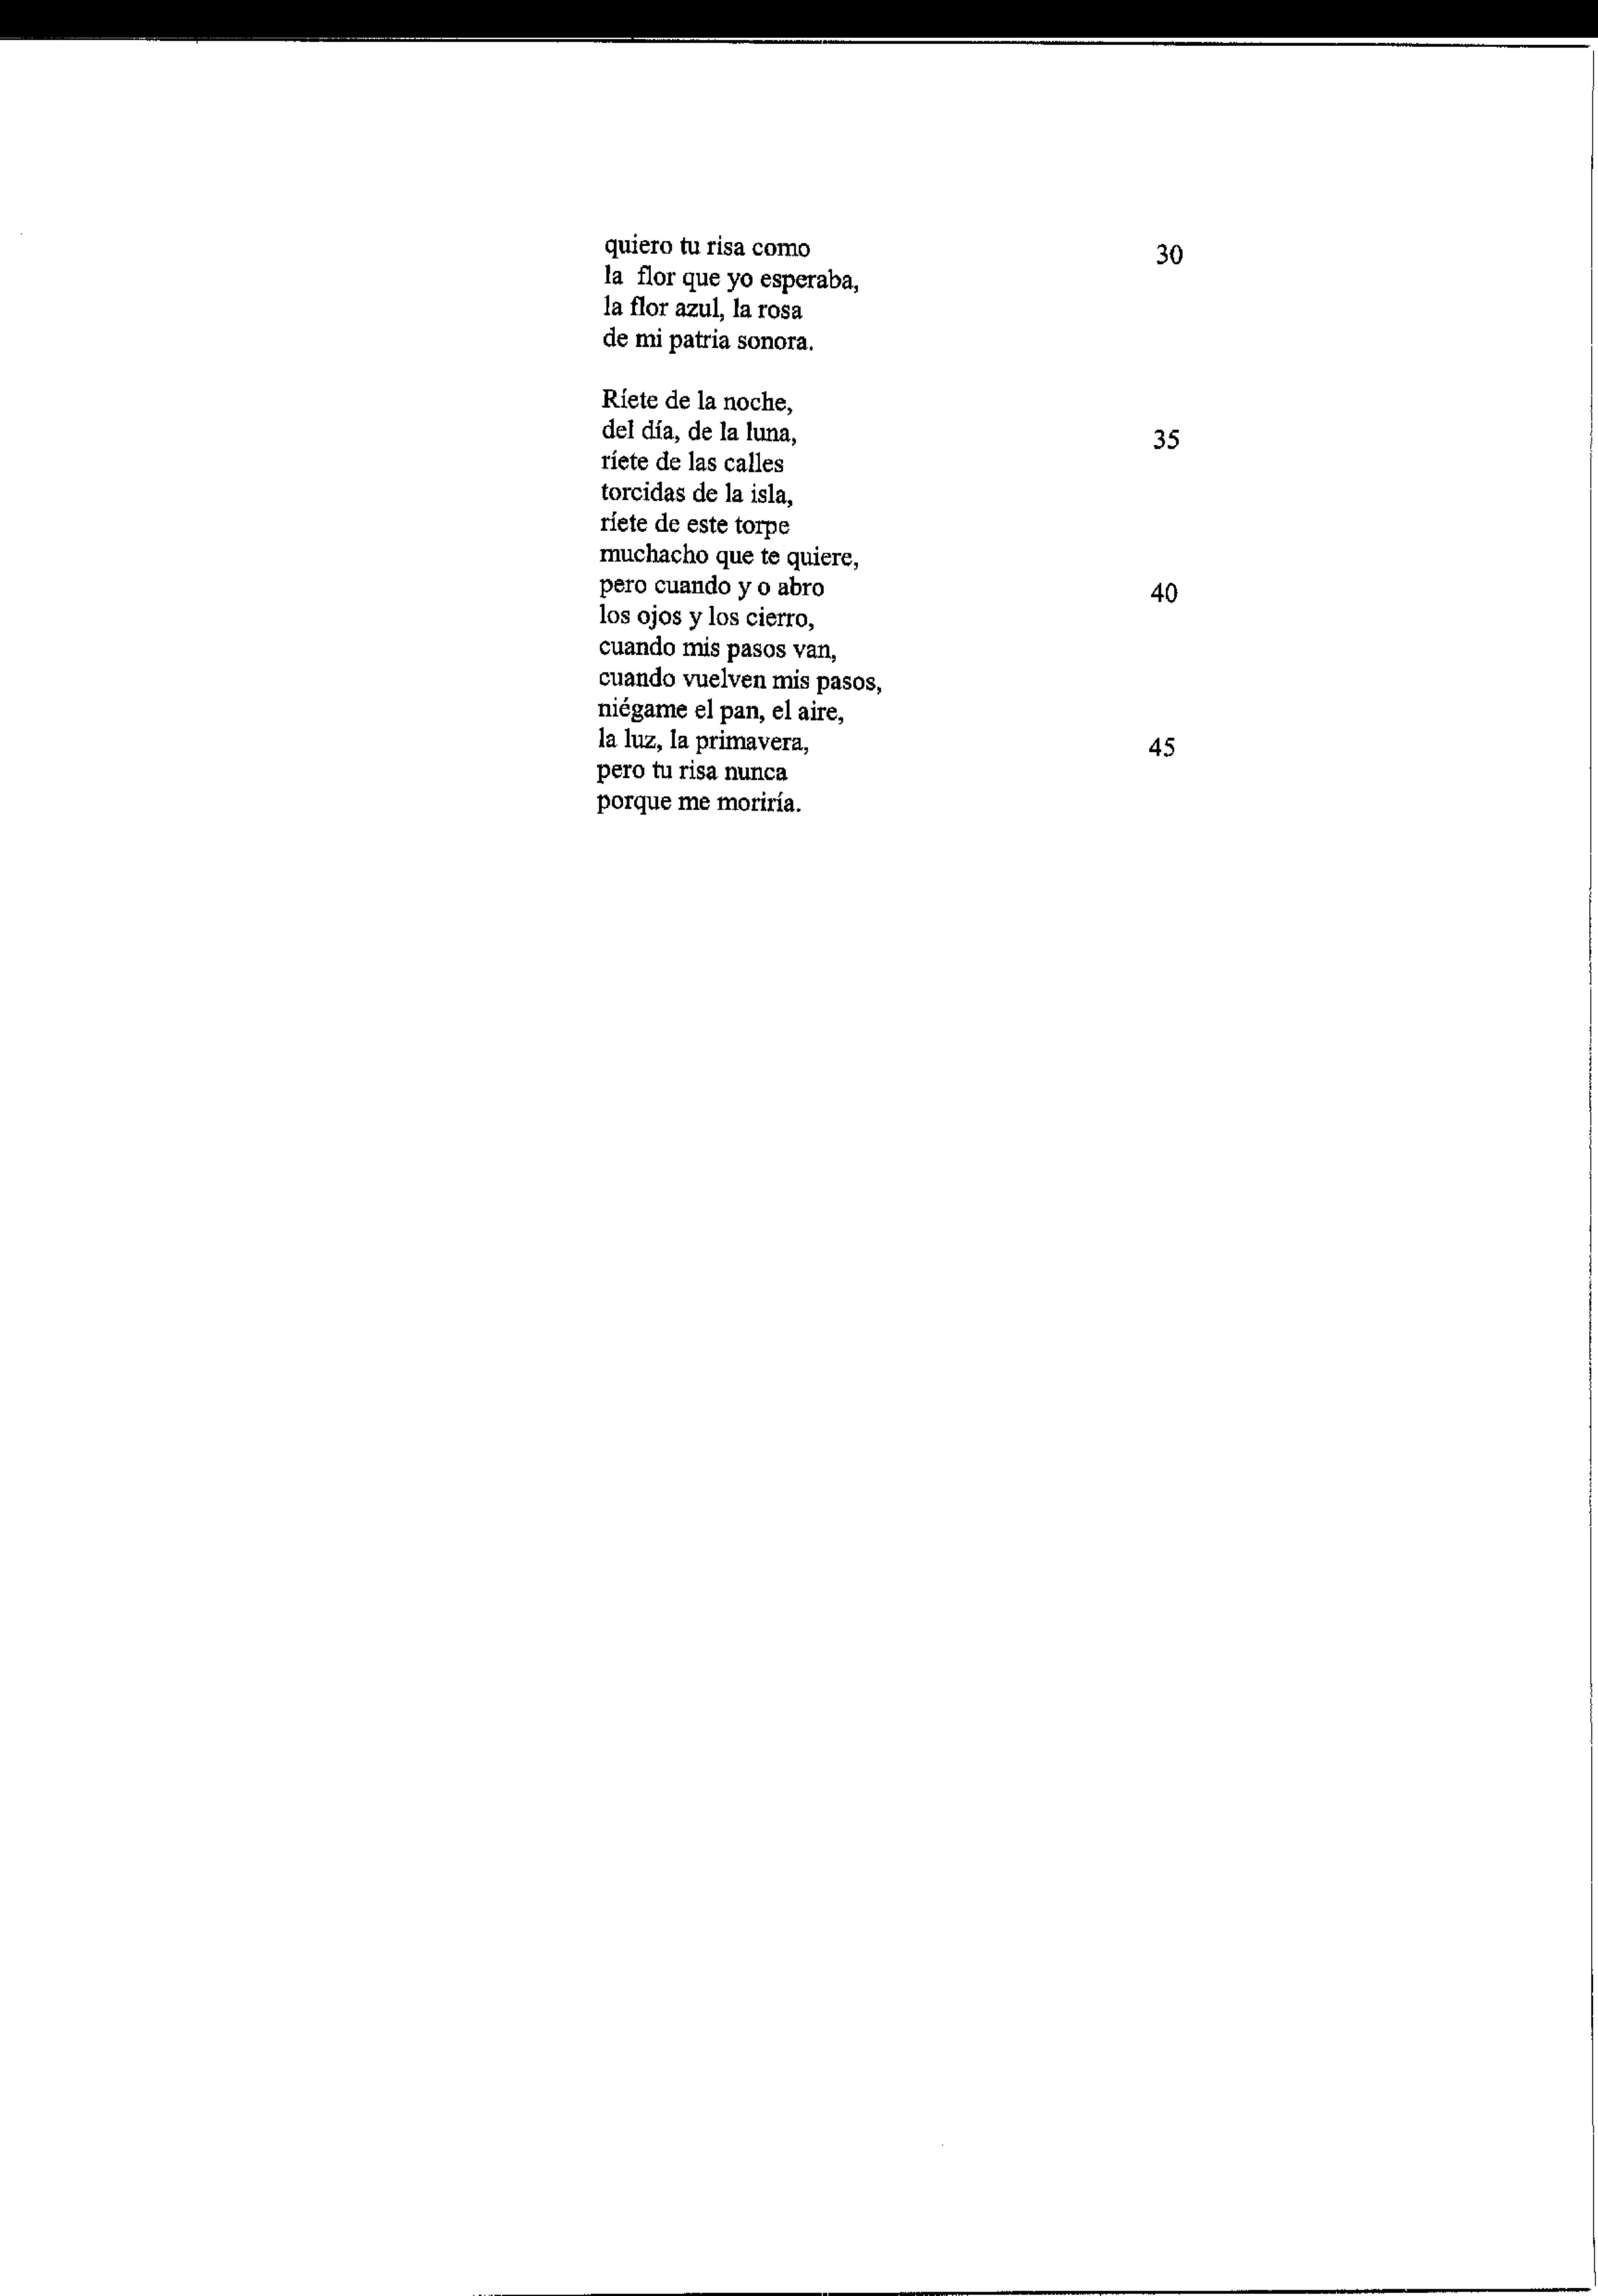 quiero tu risa como 30
la flor que yo esperaba,
la flor azul, la rosa
de mi patria sonora.

Ríete de la noche,
del día, de la luna, 35
ríete de las calles
torcidas de la isla,
ríete de este torpe
muchacho que te quiere,
pero cuando y o abro 40
los ojos y los cierro,
cuando mis pasos van,
cuando vuelven mis pasos,
niégame el pan, el aire,
la luz, la primavera, 45
pero tu risa nunca
porque me moriría.